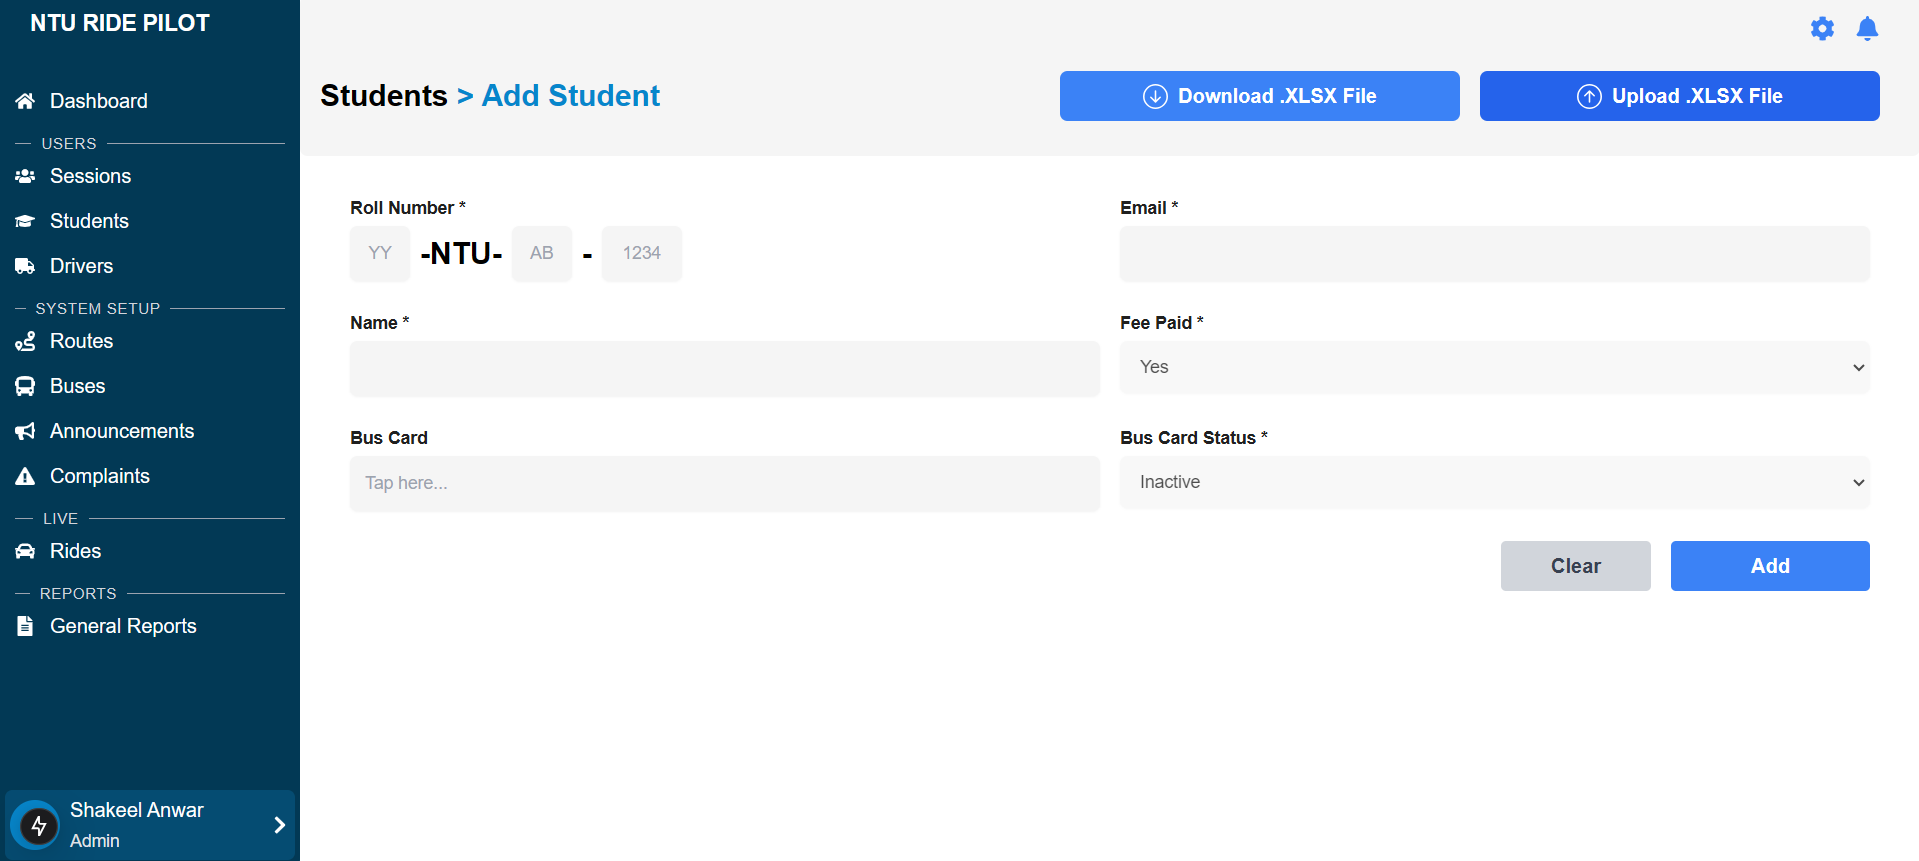 NTU RIDE PILOT
Dashboard
USERS
Sessions
Students
Drivers
SYSTEM SETUP
Routes
Buses
Announcements
Complaints
LIVE
Rides
REPORTS
General Reports
Shakeel Anwar
Admin
Students > Add Student
Download .XLSX File
Upload .XLSX File
Roll Number *
YY -NTU- AB - 1234
Email *
Name *
Fee Paid *
Yes
Bus Card
Tap here...
Bus Card Status *
Inactive
Clear
Add